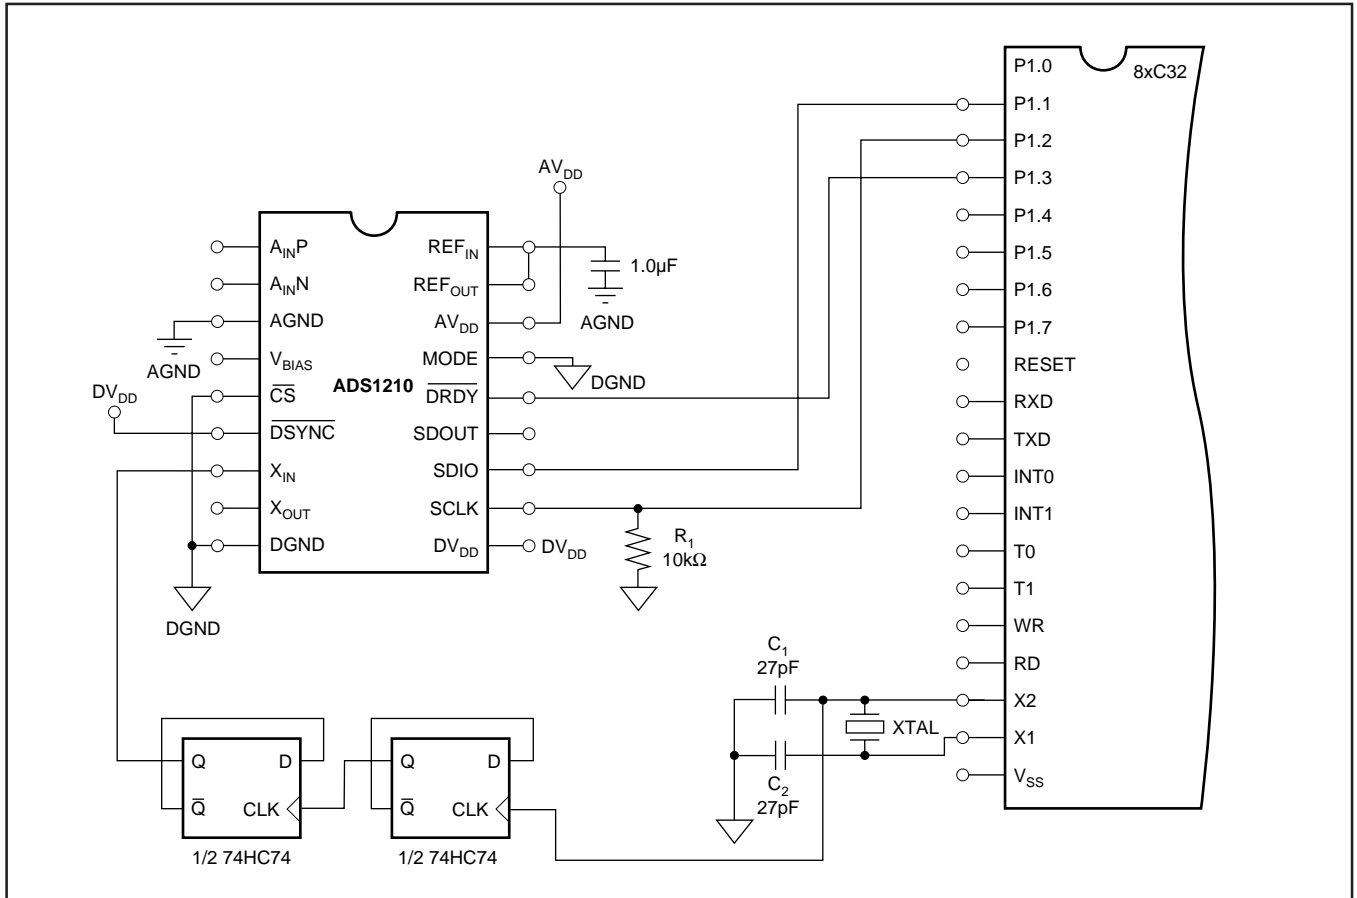 P1.0
8xC32
P1.1
P1.2
P1.3
P1.4
P1.5
P1.6
P1.7
RESET
RXD
TXD
INT0
INT1
T0
T1
WR
RD
X2
X1
VSS
AVDD
AINP
AINN
AGND
VBIAS
CS
DSYNC
XIN
XOUT
DGND
ADS1210
REFIN
REFOUT
AVDD
MODE
DRDY
SDOUT
SDIO
SCLK
DVDD
1.0µF
AGND
DGND
AGND
DVDD
DVDD
R1
10kΩ
DGND
C1
27pF
XTAL
C2
27pF
Q D
Q CLK
1/2 74HC74
Q D
Q CLK
1/2 74HC74